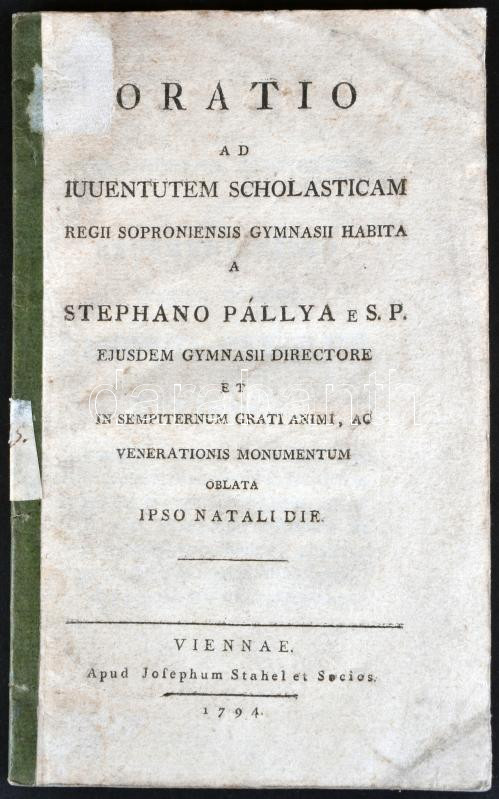 ORATIO
AD
IUUENTUTEM SCHOLASTICAM
REGII SOPRONIENSIS GYMNASII HABITA
A
STEPHANO PÁLLYA E S. P.
EJUSDEM GYMNASII DIRECTORE
ET
IN SEMPITERNUM GRATI ANIMI, AC
VENERATIONIS MONUMENTUM
OBLATA
IPSO NATALI DIE.
VIENNAE.
Apud Joſephum Stahel et Socios.
1794.
darabanth